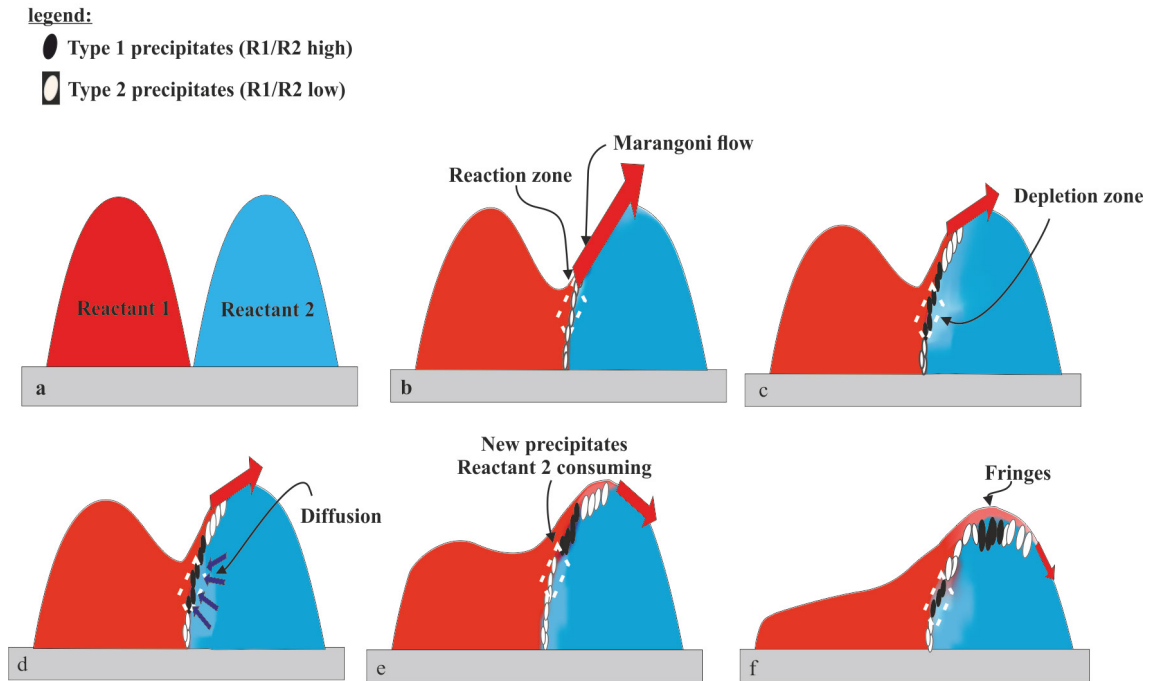 legend:
Type 1 precipitates (R1/R2 high)
Type 2 precipitates (R1/R2 low)
Marangoni flow
Reaction zone
Depletion zone
Reactant 1
Reactant 2
a
b
c
New precipitates
Reactant 2 consuming
Fringes
Diffusion
d
e
f